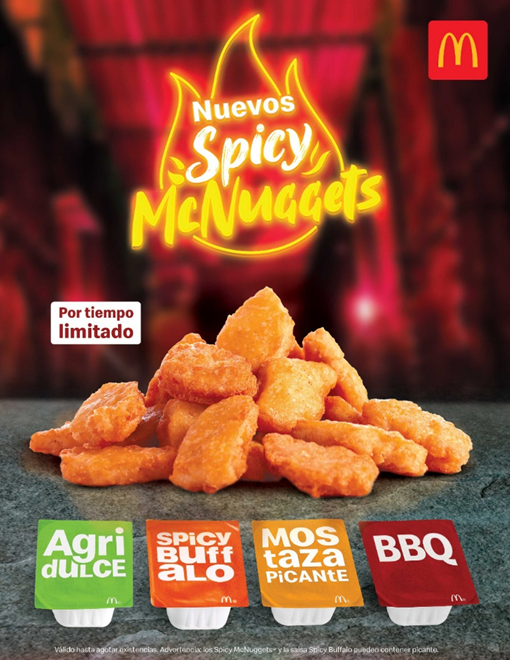 Nuevos
Spicy
McNuggets
Por tiempo
limitado
Agri
dULCE
SPiCY
BUff
aLO
MOS
taza
PiCANtE
BBQ
Válido hasta agotar existencias. Advertencia: los Spicy McNuggets® y la salsa Spicy Buffalo pueden contener picante.